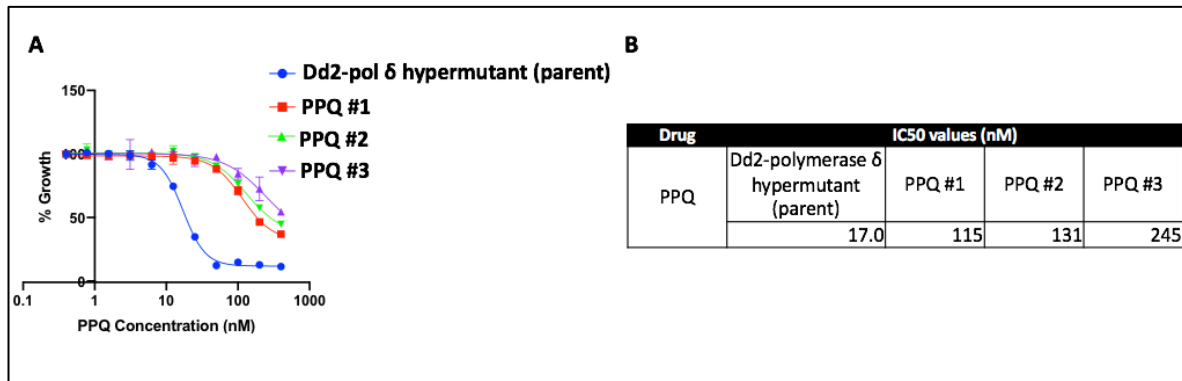 A
Dd2-pol δ hypermutant (parent)
PPQ #1
PPQ #2
PPQ #3
150
100
50
0
% Growth
0.1 1 10 100 1000
PPQ Concentration (nM)
B
Drug IC50 values (nM)
PPQ
Dd2-polymerase δ
hypermutant
(parent)
PPQ #1 PPQ #2 PPQ #3
17.0 115 131 245